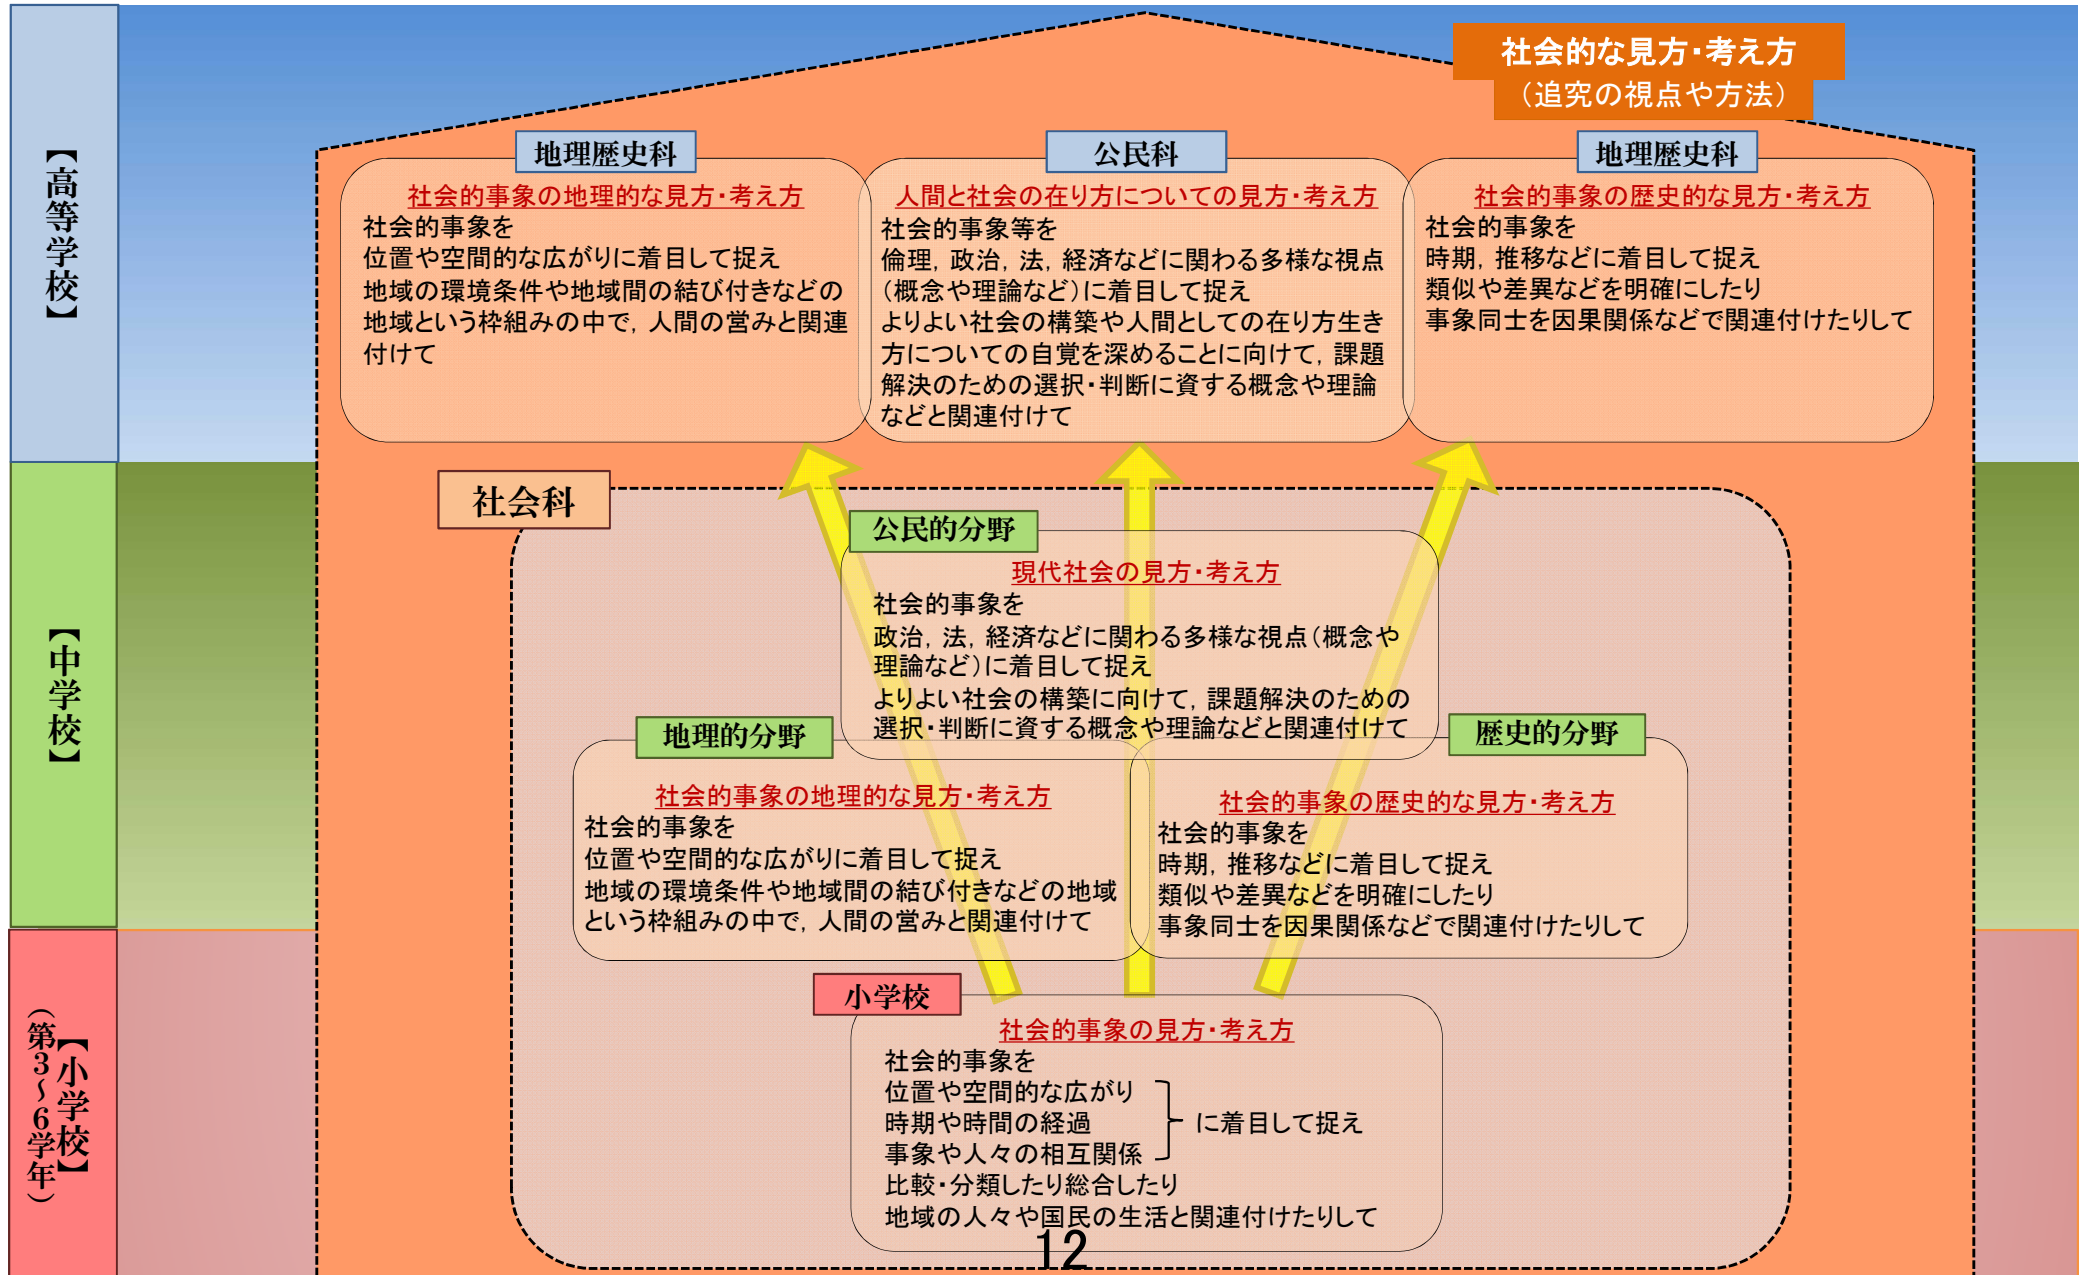 社会的な見方・考え方
（追究の視点や方法）
【高等学校】
地理歴史科
社会的事象の地理的な見方・考え方
社会的事象を
位置や空間的な広がりに着目して捉え
地域の環境条件や地域間の結び付きなどの
地域という枠組みの中で，人間の営みと関連
付けて
公民科
人間と社会の在り方についての見方・考え方
社会的事象等を
倫理，政治，法，経済などに関わる多様な視点
（概念や理論など）に着目して捉え
よりよい社会の構築や人間としての在り方生き
方についての自覚を深めることに向けて，課題
解決のための選択・判断に資する概念や理論
などと関連付けて
地理歴史科
社会的事象の歴史的な見方・考え方
社会的事象を
時期，推移などに着目して捉え
類似や差異などを明確にしたり
事象同士を因果関係などで関連付けたりして
【中学校】
社会科
公民的分野
現代社会の見方・考え方
社会的事象を
政治，法，経済などに関わる多様な視点（概念や
理論など）に着目して捉え
よりよい社会の構築に向けて，課題解決のための
選択・判断に資する概念や理論などと関連付けて
地理的分野
社会的事象の地理的な見方・考え方
社会的事象を
位置や空間的な広がりに着目して捉え
地域の環境条件や地域間の結び付きなどの地域
という枠組みの中で，人間の営みと関連付けて
歴史的分野
社会的事象の歴史的な見方・考え方
社会的事象を
時期，推移などに着目して捉え
類似や差異などを明確にしたり
事象同士を因果関係などで関連付けたりして
【小学校】
（第3～6学年）
小学校
社会的事象の見方・考え方
社会的事象を
位置や空間的な広がり
時期や時間の経過
事象や人々の相互関係
に着目して捉え
比較・分類したり総合したり
地域の人々や国民の生活と関連付けたりして
12